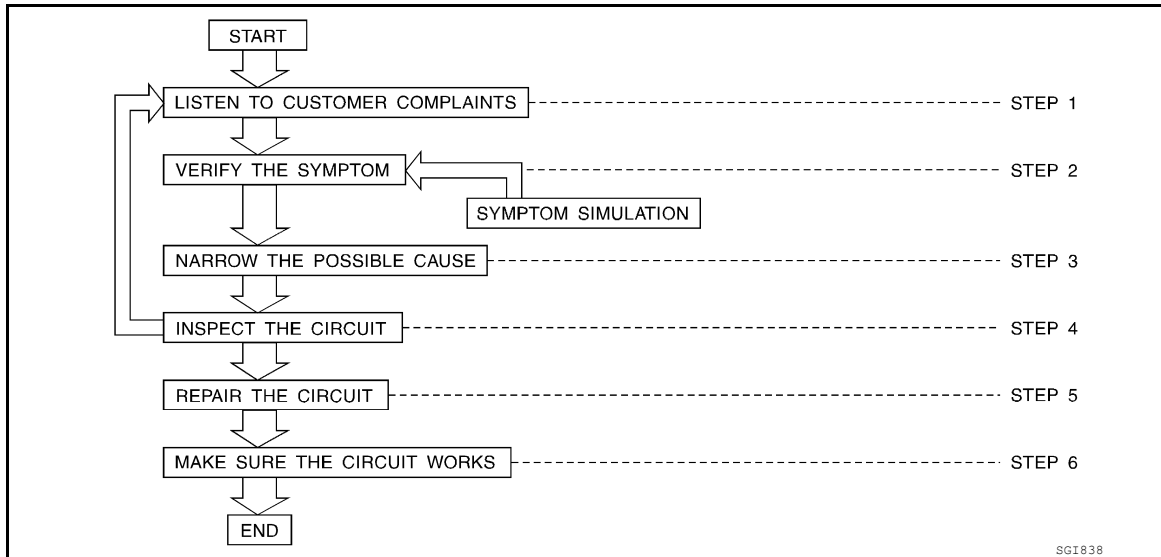 START
LISTEN TO CUSTOMER COMPLAINTS STEP 1
VERIFY THE SYMPTOM STEP 2
SYMPTOM SIMULATION
NARROW THE POSSIBLE CAUSE STEP 3
INSPECT THE CIRCUIT STEP 4
REPAIR THE CIRCUIT STEP 5
MAKE SURE THE CIRCUIT WORKS STEP 6
END
SGI838